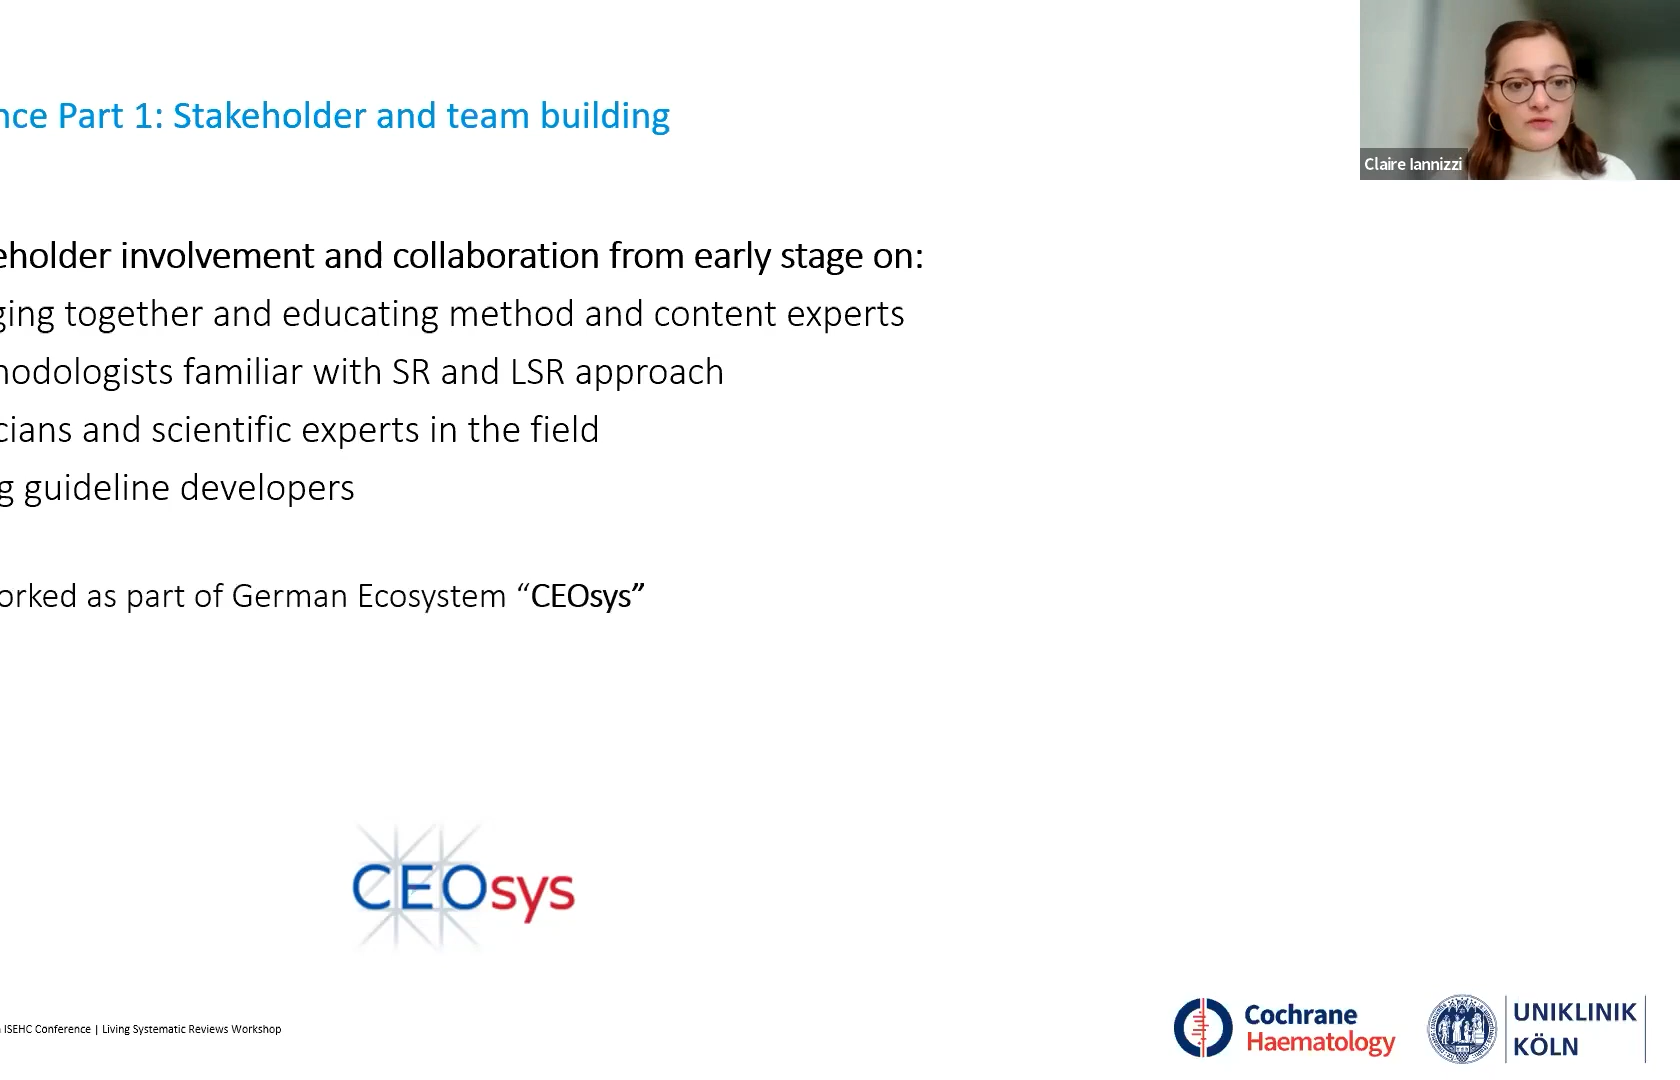 nce Part 1: Stakeholder and team building
Claire Iannizzi
eholder involvement and collaboration from early stage on:
ging together and educating method and content experts
nodologists familiar with SR and LSR approach
cians and scientific experts in the field
g guideline developers
orked as part of German Ecosystem “CEOsys”
CEOsys
ISEHC Conference | Living Systematic Reviews Workshop
Cochrane
Haematology
UNIKLINIK
KÖLN